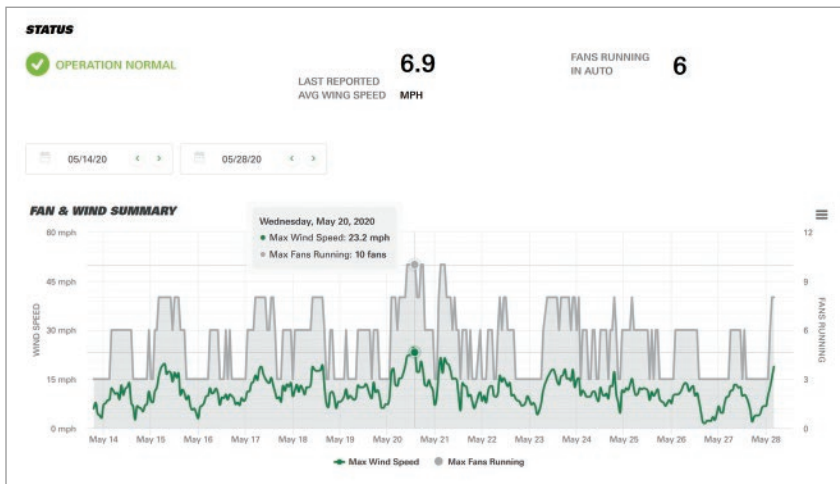 STATUS
OPERATION NORMAL
LAST REPORTED
AVG WING SPEED
6.9
MPH
FANS RUNNING
IN AUTO
6
05/14/20 < >
05/28/20 < >
FAN & WIND SUMMARY
Wednesday, May 20, 2020
Max Wind Speed: 23.2 mph
Max Fans Running: 10 fans
60 mph
45 mph
30 mph
15 mph
0 mph
WIND SPEED
12
9
6
3
0
FANS RUNNING
May 14 May 15 May 16 May 17 May 18 May 19 May 20 May 21 May 22 May 23 May 24 May 25 May 26 May 27 May 28
Max Wind Speed Max Fans Running